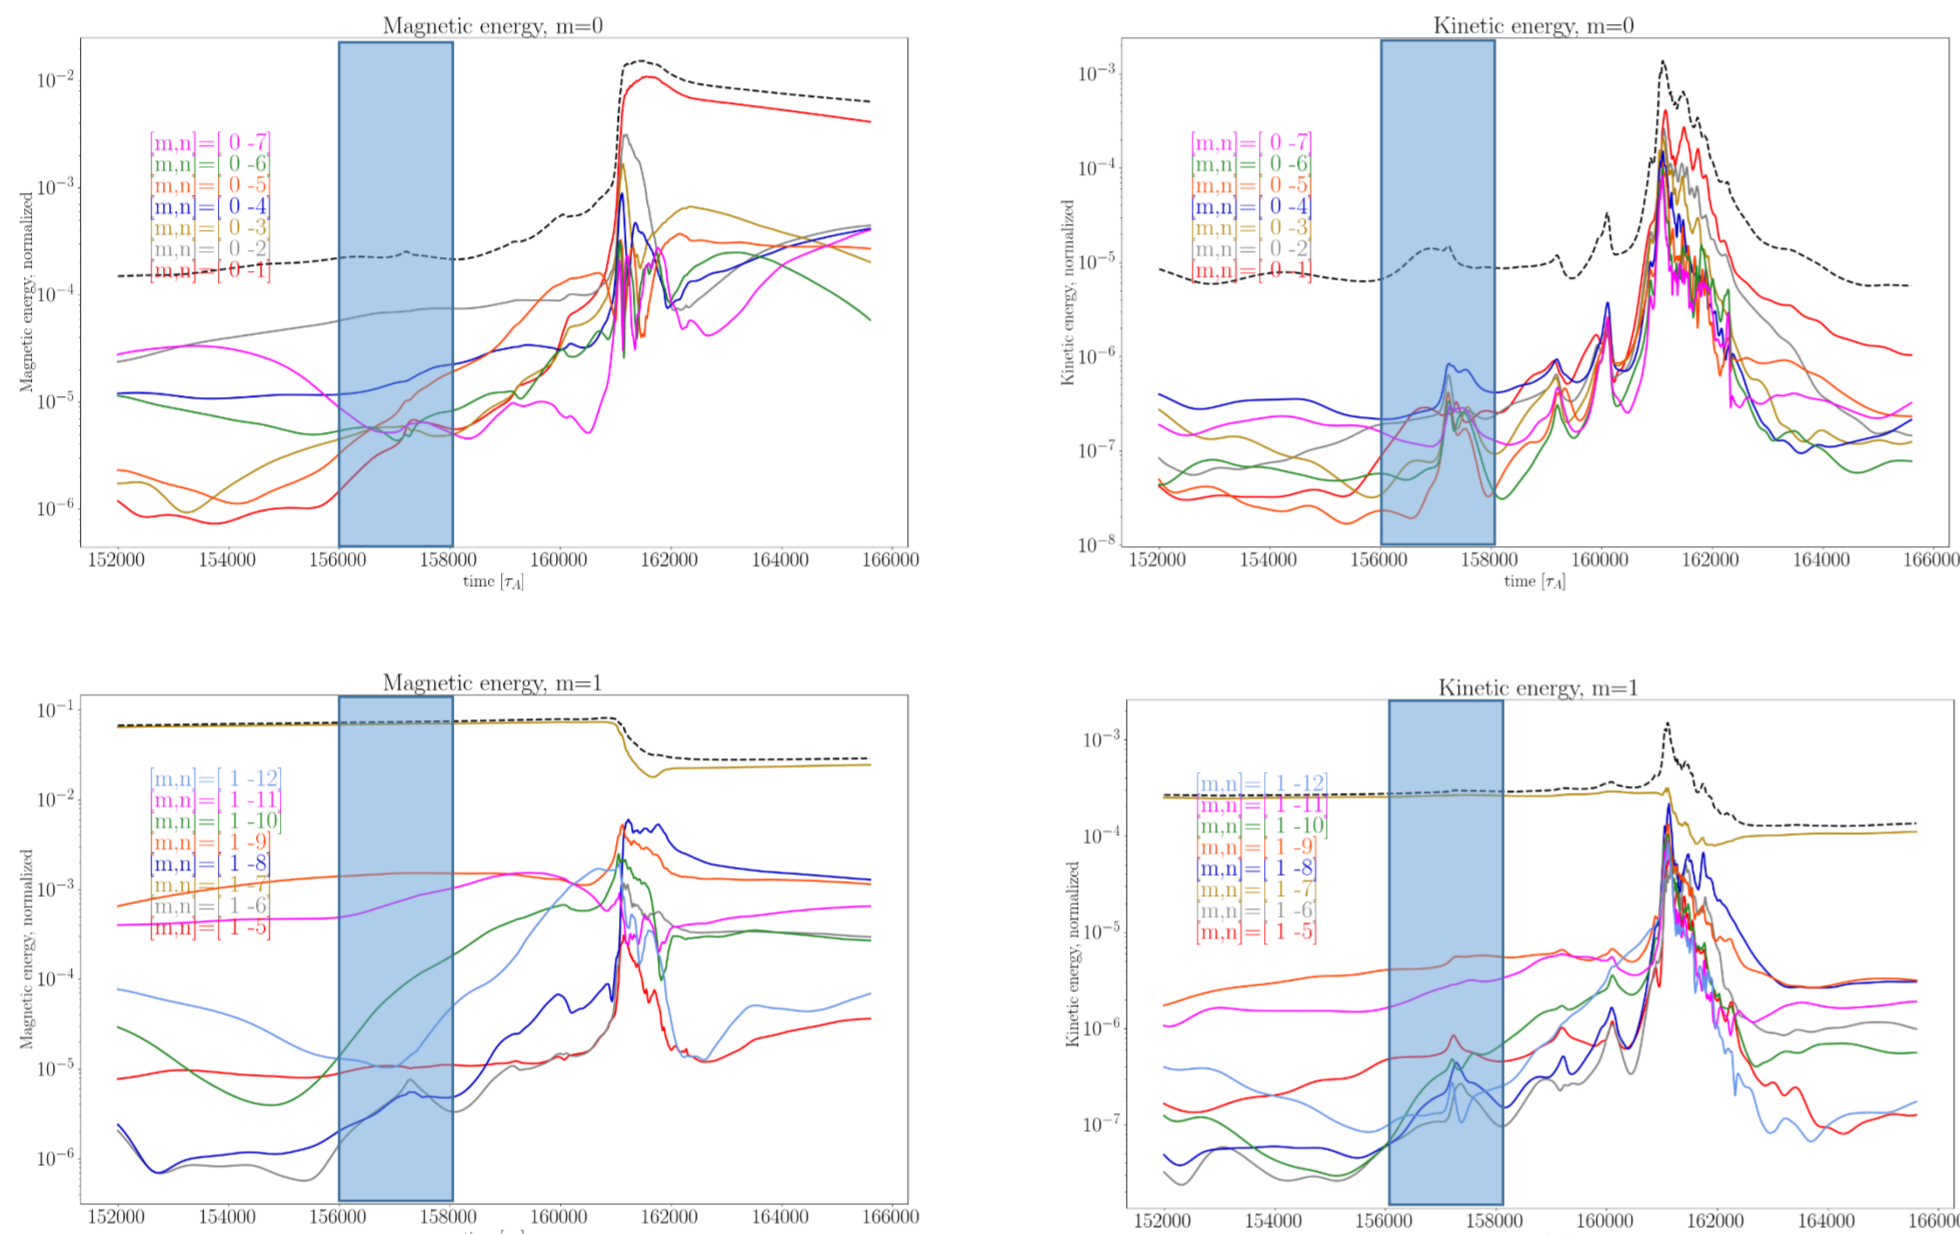 Magnetic energy, m=0
Magnetic energy, normalized
10⁻²
10⁻³
10⁻⁴
10⁻⁵
10⁻⁶
[m,n]=[ 0 -7]
[m,n]=[ 0 -6]
[m,n]=[ 0 -5]
[m,n]=[ 0 -4]
[m,n]=[ 0 -3]
[m,n]=[ 0 -2]
[m,n]=[ 0 -1]
152000 154000 156000 158000 160000 162000 164000 166000
time [τ_A]
Kinetic energy, m=0
Kinetic energy, normalized
10⁻³
10⁻⁴
10⁻⁵
10⁻⁶
10⁻⁷
10⁻⁸
[m,n]=[ 0 -7]
[m,n]=[ 0 -6]
[m,n]=[ 0 -5]
[m,n]=[ 0 -4]
[m,n]=[ 0 -3]
[m,n]=[ 0 -2]
[m,n]=[ 0 -1]
152000 154000 156000 158000 160000 162000 164000 166000
time [τ_A]
Magnetic energy, m=1
Magnetic energy, normalized
10⁻¹
10⁻²
10⁻³
10⁻⁴
10⁻⁵
10⁻⁶
[m,n]=[ 1 -12]
[m,n]=[ 1 -11]
[m,n]=[ 1 -10]
[m,n]=[ 1 -9]
[m,n]=[ 1 -8]
[m,n]=[ 1 -7]
[m,n]=[ 1 -6]
[m,n]=[ 1 -5]
152000 154000 156000 158000 160000 162000 164000 166000
Kinetic energy, m=1
Kinetic energy, normalized
10⁻³
10⁻⁴
10⁻⁵
10⁻⁶
10⁻⁷
[m,n]=[ 1 -12]
[m,n]=[ 1 -11]
[m,n]=[ 1 -10]
[m,n]=[ 1 -9]
[m,n]=[ 1 -8]
[m,n]=[ 1 -7]
[m,n]=[ 1 -6]
[m,n]=[ 1 -5]
152000 154000 156000 158000 160000 162000 164000 16600